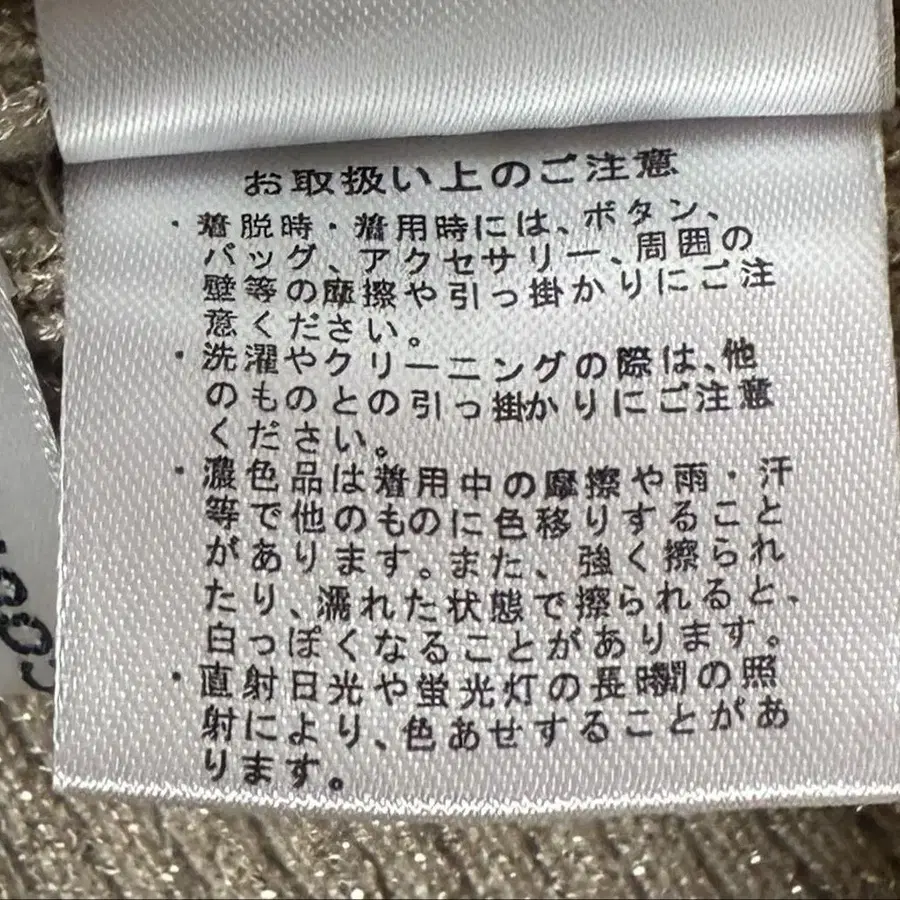 お取扱い上のご注意
・着脱時・着用時には、ボタン、
バッグ、アクセサリー、周囲の
壁等の摩擦や引っ掛かりにご注
意ください。
・洗濯やクリーニングの際は、他
のものとの引っ掛かりにご注意
ください。
・濃色品は着用中の摩擦や雨・汗
等で他のものに色移りすること
があります。また、強く擦られ
たり、濡れた状態で擦られると、
白っぽくなることがあります。
・直射日光や蛍光灯の長時間の照
射により、色あせすることがあ
ります。